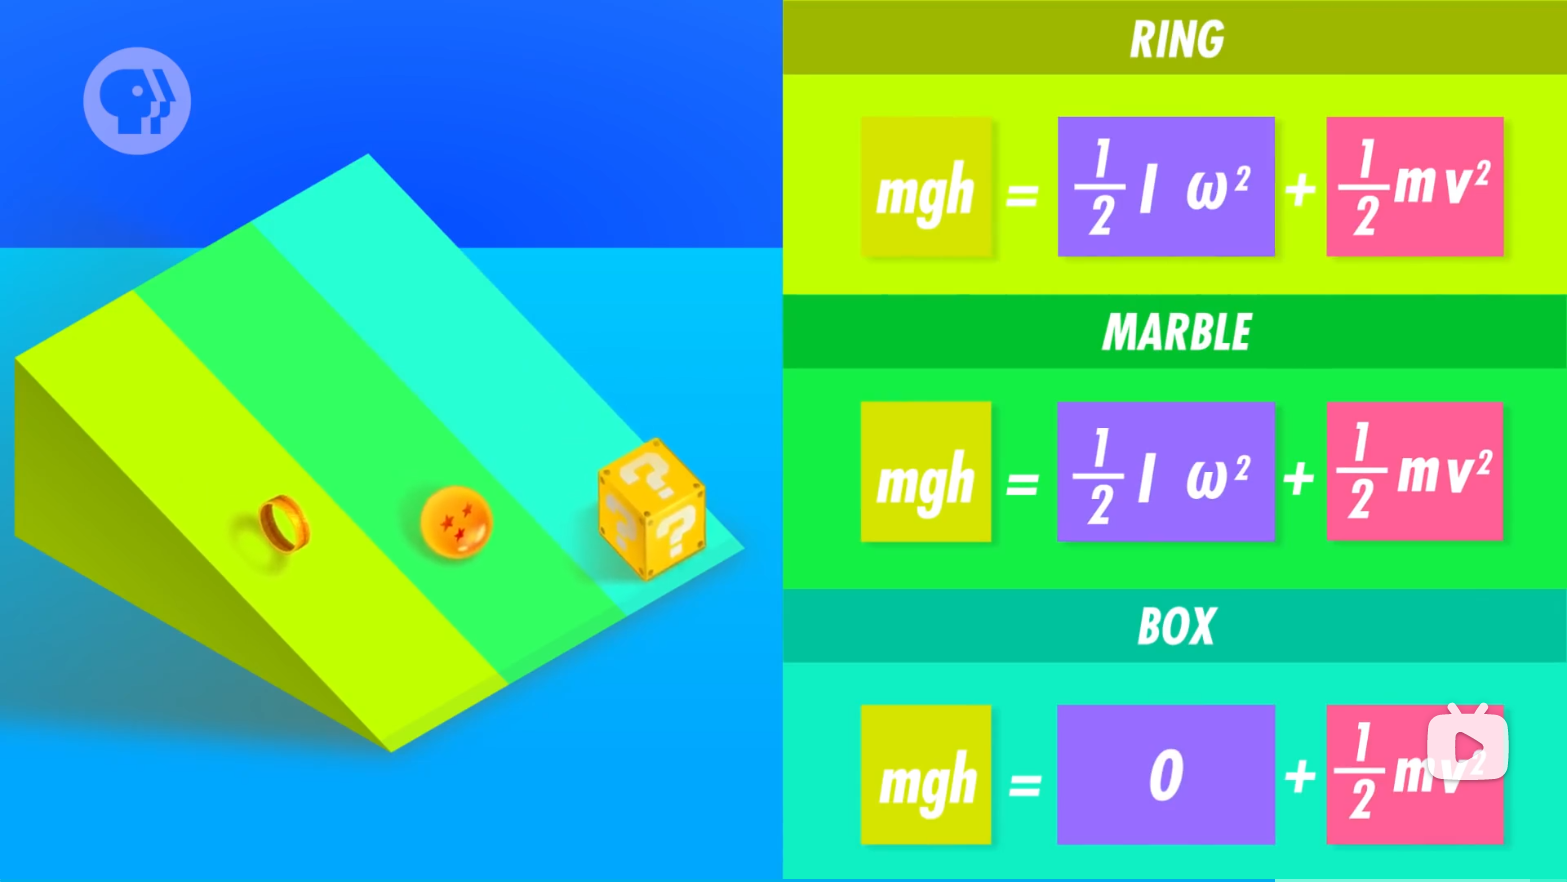 RING
mgh = 1/2 I ω² + 1/2 mv²
MARBLE
mgh = 1/2 I ω² + 1/2 mv²
BOX
mgh = 0 + 1/2 mv²
? ? ?